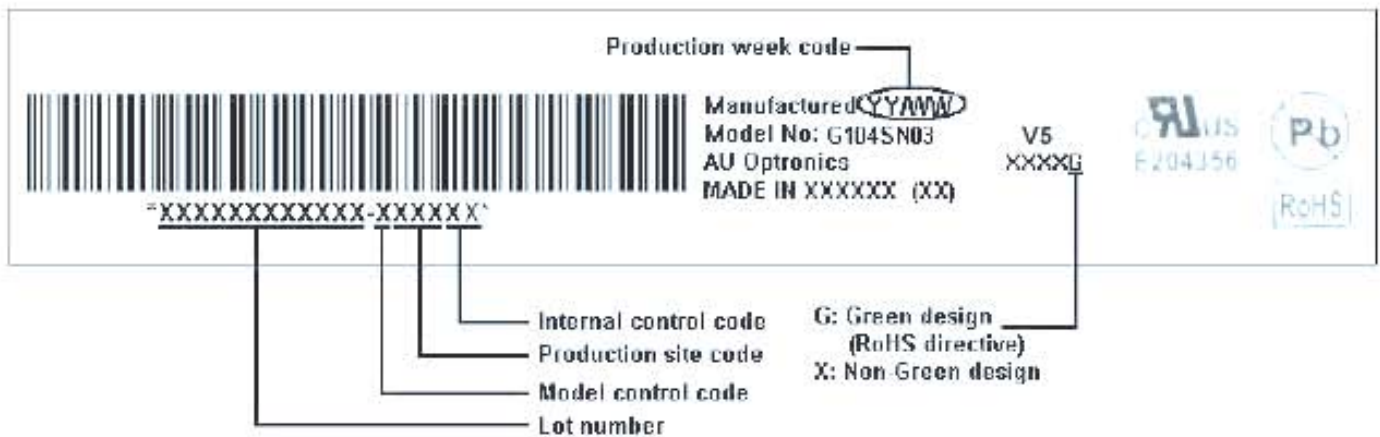 Production week code
Manufactured YY/WW
Model No: G104SN03 V5
AU Optronics XXXXG
MADE IN XXXXXX (XX)
*XXXXXXXXXXXX-XXXXXX*
US
E204356
Pb
RoHS
Internal control code
Production site code
Model control code
Lot number
G: Green design
(RoHS directive)
X: Non-Green design